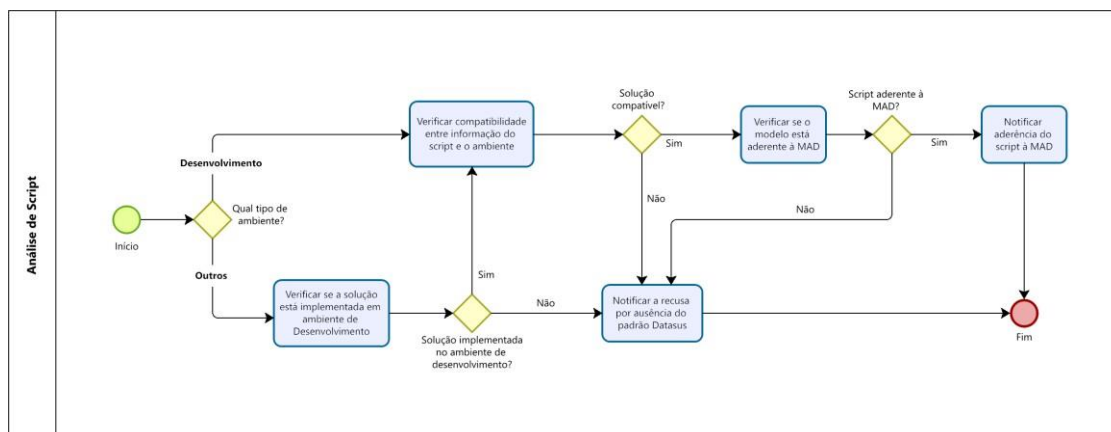 Análise de Script
Início
Qual tipo de
ambiente?
Desenvolvimento
Outros
Verificar compatibilidade
entre informação do
script e o ambiente
Verificar se a solução
está implementada em
ambiente de
Desenvolvimento
Sim
Solução implementada
no ambiente de
desenvolvimento?
Não
Solução
compatível?
Sim
Não
Verificar se o
modelo está
aderente à MAD
Script aderente à
MAD?
Sim
Não
Notificar
aderência do
script à MAD
Notificar a recusa
por ausência do
padrão Datasus
Fim